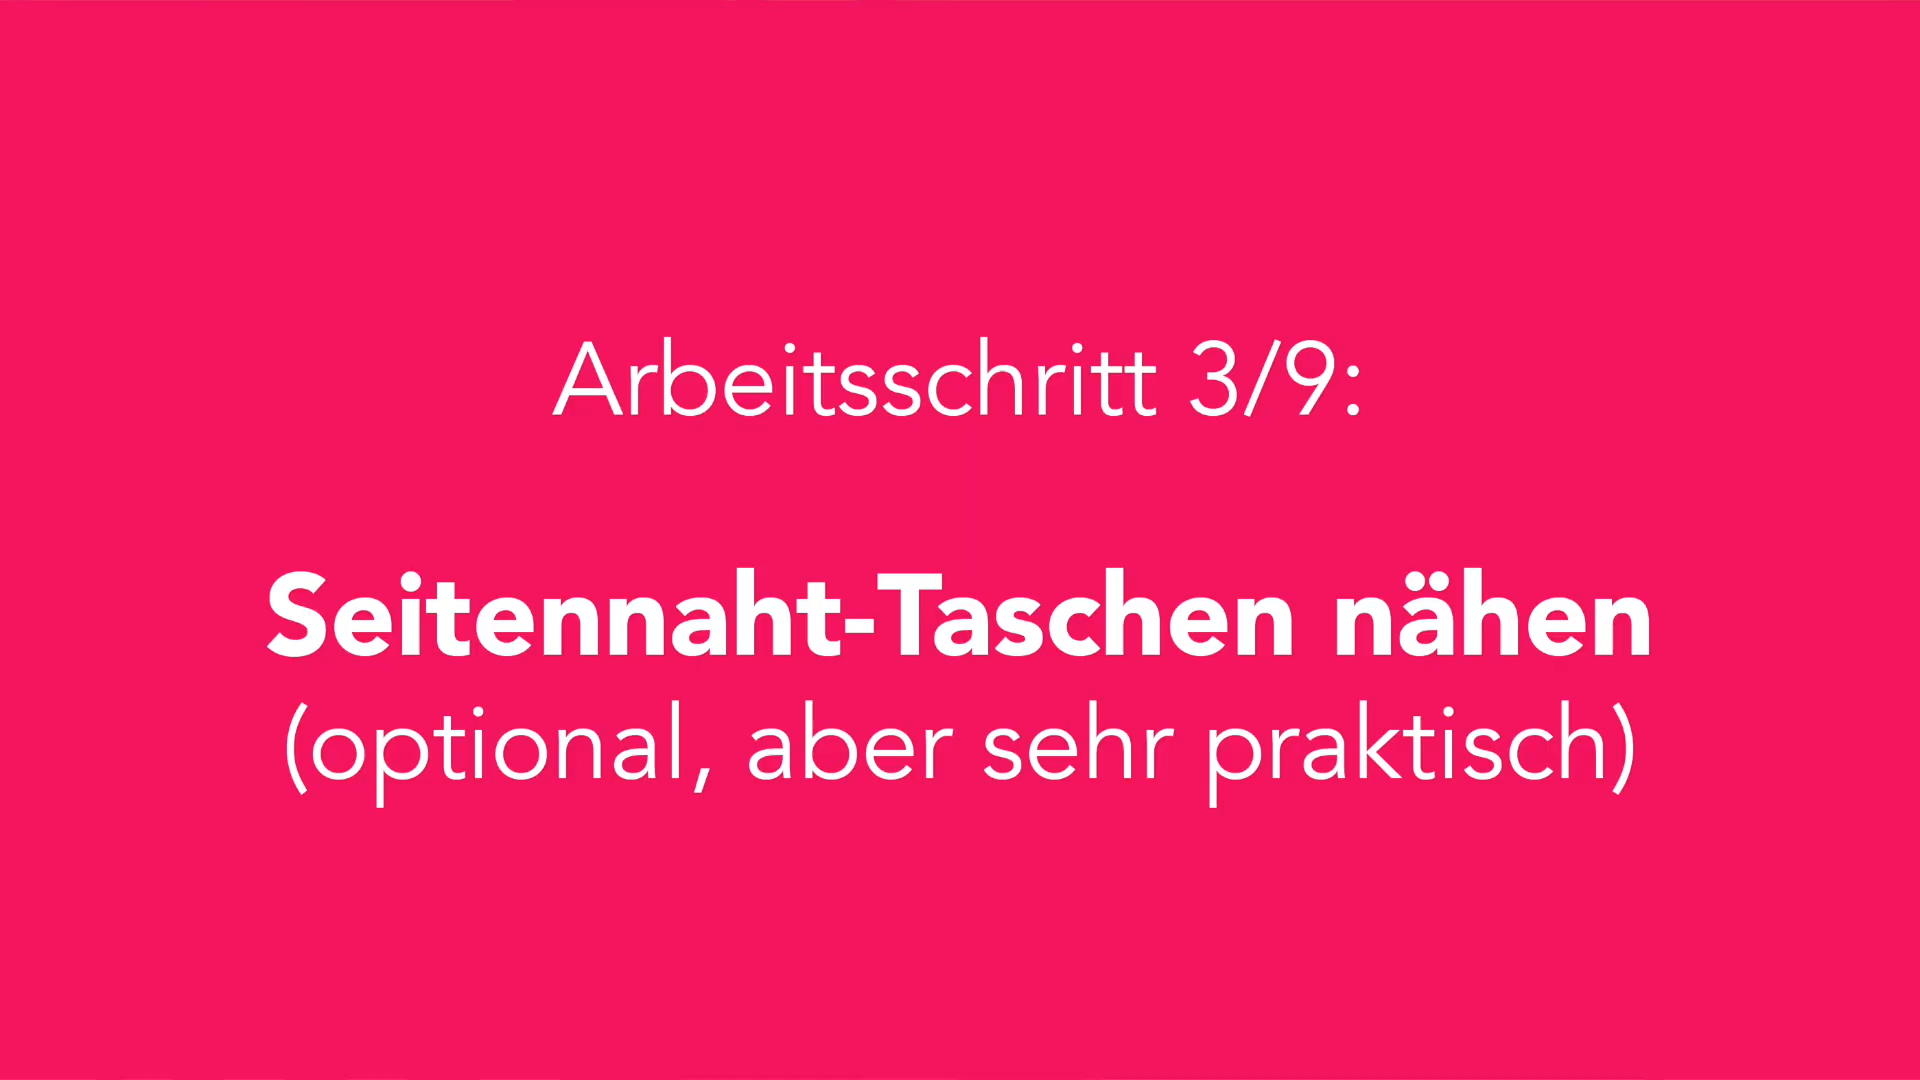 Arbeitsschritt 3/9:
Seitennaht-Taschen nähen
(optional, aber sehr praktisch)